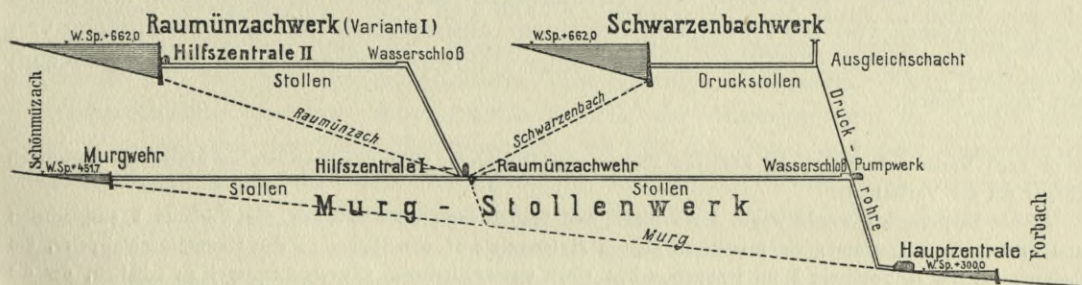 Raumünzachwerk (Variante I)
Schwarzenbachwerk
W.Sp.+662,0
Hilfszentrale II
Wasserschloß
W.Sp.+662,0
Ausgleichschacht
Stollen
Druckstollen
Schönmüzach
Raumünzach
Schwarzenbach
Druck-
rohre
Murgwehr
W.Sp.+451,7
Hilfszentrale I
Raumünzachwehr
Wasserschloß
Pumpwerk
Stollen
Stollen
Murg-Stollenwerk
Murg
Hauptzentrale
W.Sp.+300,0
Forbach